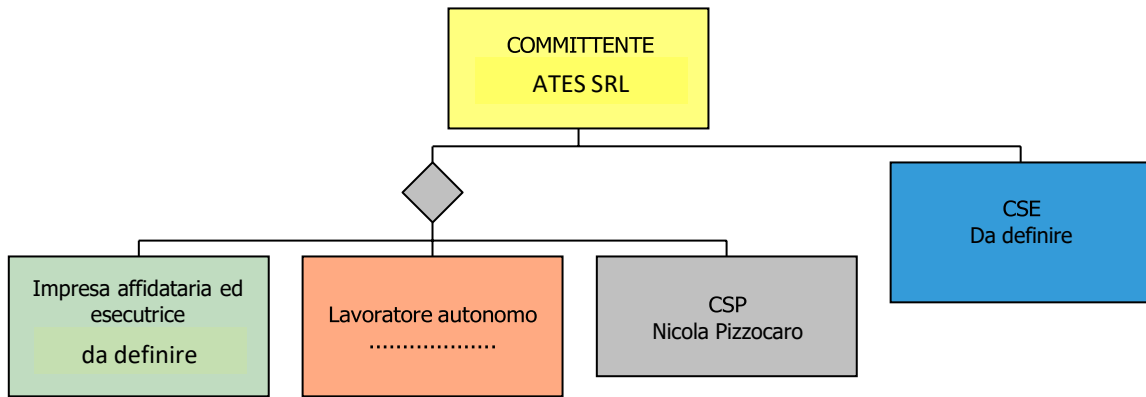 COMMITTENTE
ATES SRL
CSE
Da definire
Impresa affidataria ed
esecutrice
da definire
Lavoratore autonomo
...................
CSP
Nicola Pizzocaro